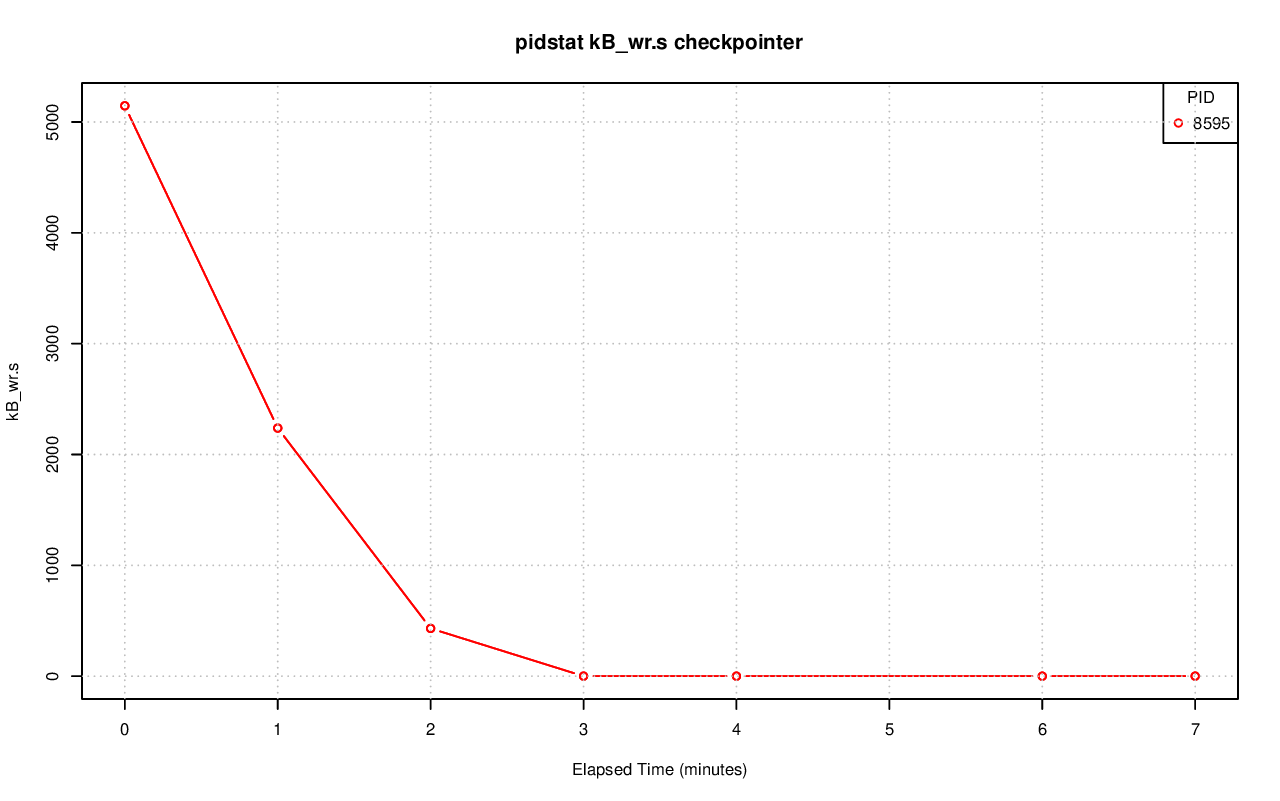 pidstat kB_wr.s checkpointer
PID
8595
kB_wr.s
5000
4000
3000
2000
1000
0
0 1 2 3 4 5 6 7
Elapsed Time (minutes)